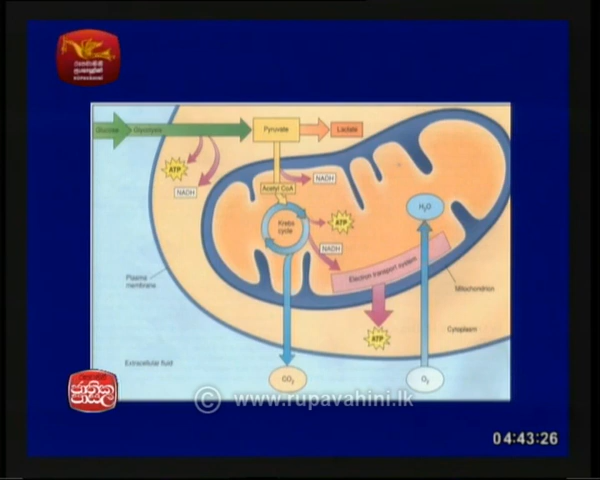 Glucose
Glycolysis
Pyruvate
Lactate
ATP
NADH
NADH
Acetyl CoA
Krebs
cycle
ATP
NADH
H₂O
Electron transport system
ATP
Plasma
membrane
Mitochondrion
Cytoplasm
Extracellular fluid
CO₂
O₂
ජාතික
පාසල
© www.rupavahini.lk
04:43:26